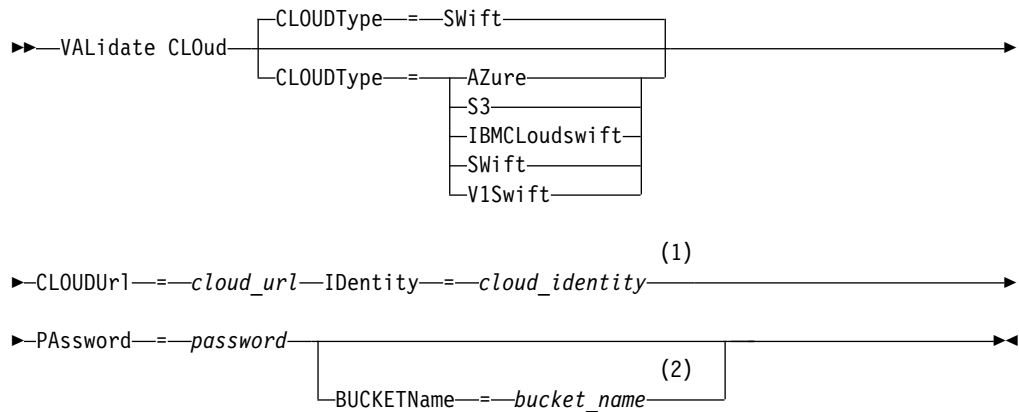 CLOUDType = SWift
VALidate CLOud
CLOUDType = AZure
S3
IBMCLoudswift
SWift
V1Swift
(1)
CLOUDUrl = cloud_url IDentity = cloud_identity
PAssword = password
(2)
BUCKETName = bucket_name